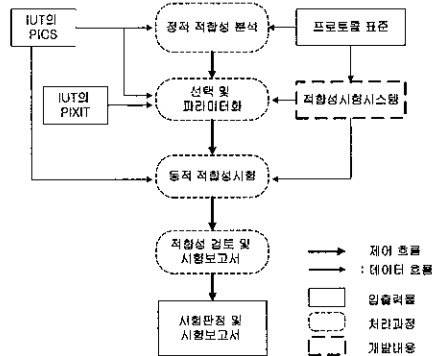 IUT의
PICS
정적 적합성 분석
프로토콜 표준
IUT의
PIXIT
선택 및
파라미터화
적합성시험시스템
동적 적합성시험
적합성 검토 및
시험보고서
시험판정 및
시험보고서
제어 흐름
: 데이터 흐름
입출력물
처리과정
개발내용